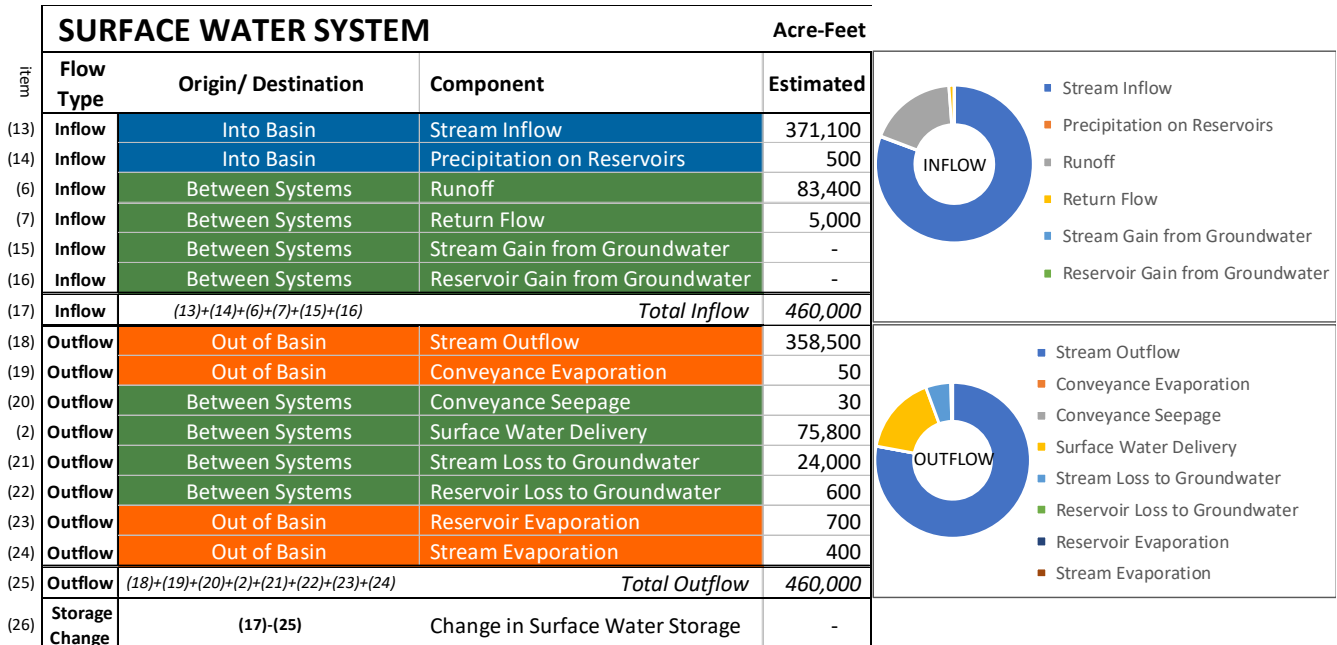 SURFACE WATER SYSTEM Acre-Feet
item Flow Type Origin/ Destination Component Estimated
(13) Inflow Into Basin Stream Inflow 371,100
(14) Inflow Into Basin Precipitation on Reservoirs 500
(6) Inflow Between Systems Runoff 83,400
(7) Inflow Between Systems Return Flow 5,000
(15) Inflow Between Systems Stream Gain from Groundwater -
(16) Inflow Between Systems Reservoir Gain from Groundwater -
(17) Inflow (13)+(14)+(6)+(7)+(15)+(16) Total Inflow 460,000
(18) Outflow Out of Basin Stream Outflow 358,500
(19) Outflow Out of Basin Conveyance Evaporation 50
(20) Outflow Between Systems Conveyance Seepage 30
(2) Outflow Between Systems Surface Water Delivery 75,800
(21) Outflow Between Systems Stream Loss to Groundwater 24,000
(22) Outflow Between Systems Reservoir Loss to Groundwater 600
(23) Outflow Out of Basin Reservoir Evaporation 700
(24) Outflow Out of Basin Stream Evaporation 400
(25) Outflow (18)+(19)+(20)+(2)+(21)+(22)+(23)+(24) Total Outflow 460,000
(26) Storage Change (17)-(25) Change in Surface Water Storage -
INFLOW
Stream Inflow
Precipitation on Reservoirs
Runoff
Return Flow
Stream Gain from Groundwater
Reservoir Gain from Groundwater
OUTFLOW
Stream Outflow
Conveyance Evaporation
Conveyance Seepage
Surface Water Delivery
Stream Loss to Groundwater
Reservoir Loss to Groundwater
Reservoir Evaporation
Stream Evaporation